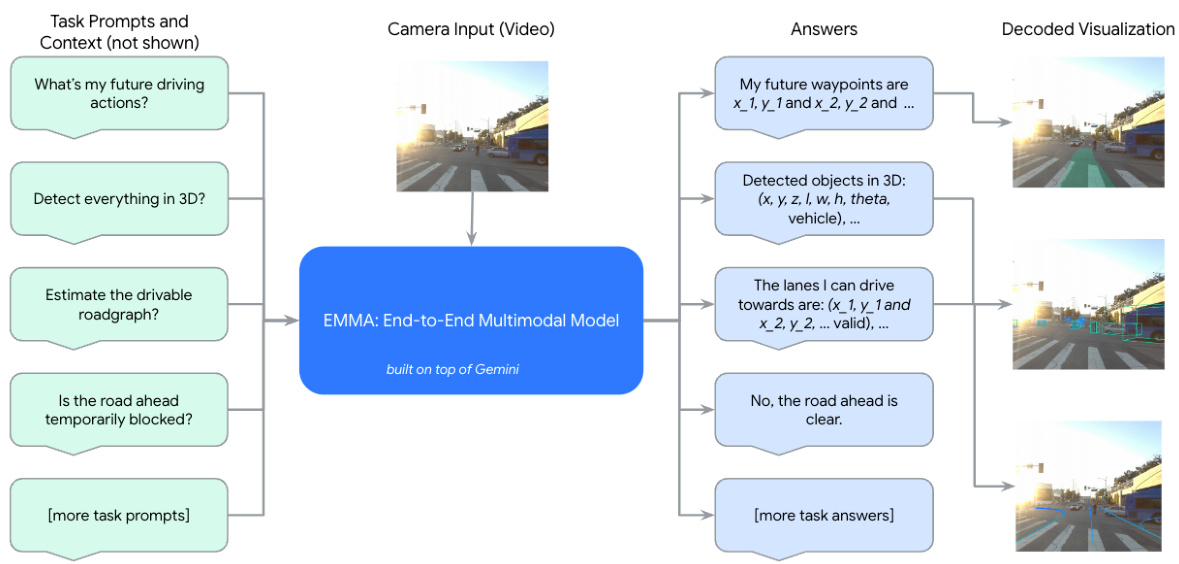 Task Prompts and
Context (not shown)
Camera Input (Video)
Answers
Decoded Visualization
What's my future driving
actions?
Detect everything in 3D?
Estimate the drivable
roadgraph?
Is the road ahead
temporarily blocked?
[more task prompts]
EMMA: End-to-End Multimodal Model
built on top of Gemini
My future waypoints are
x_1, y_1 and x_2, y_2 and ...
Detected objects in 3D:
(x, y, z, l, w, h, theta,
vehicle), ...
The lanes I can drive
towards are: (x_1, y_1 and
x_2, y_2, ... valid), ...
No, the road ahead is
clear.
[more task answers]